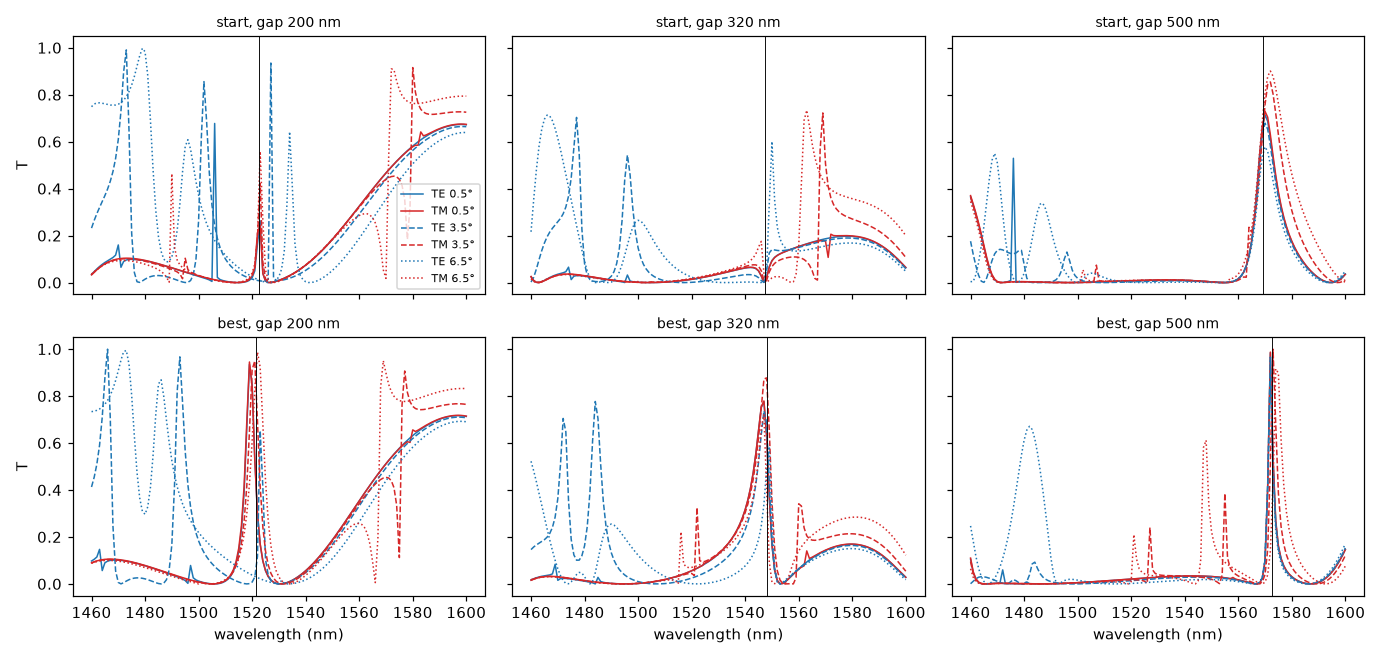 start, gap 200 nm
start, gap 320 nm
start, gap 500 nm
T
1.0
0.8
0.6
0.4
0.2
0.0
TE 0.5°
TM 0.5°
TE 3.5°
TM 3.5°
TE 6.5°
TM 6.5°
best, gap 200 nm
best, gap 320 nm
best, gap 500 nm
T
1.0
0.8
0.6
0.4
0.2
0.0
1460 1480 1500 1520 1540 1560 1580 1600
1460 1480 1500 1520 1540 1560 1580 1600
1460 1480 1500 1520 1540 1560 1580 1600
wavelength (nm)
wavelength (nm)
wavelength (nm)